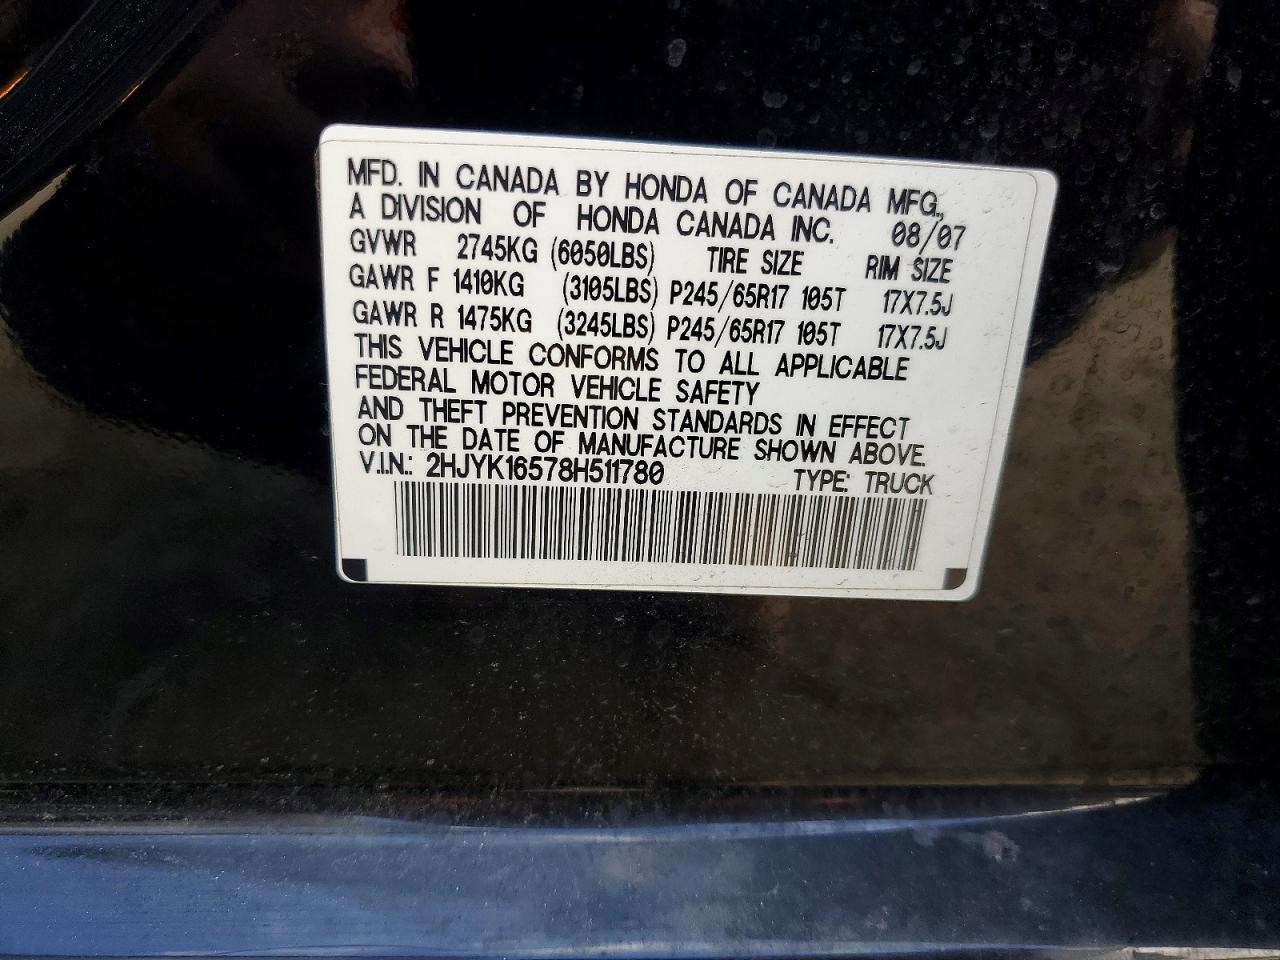 MFD. IN CANADA BY HONDA OF CANADA MFG.,
A DIVISION OF HONDA CANADA INC. 08/07
GVWR 2745KG (6050LBS) TIRE SIZE RIM SIZE
GAWR F 1410KG (3105LBS) P245/65R17 105T 17X7.5J
GAWR R 1475KG (3245LBS) P245/65R17 105T 17X7.5J
THIS VEHICLE CONFORMS TO ALL APPLICABLE
FEDERAL MOTOR VEHICLE SAFETY
AND THEFT PREVENTION STANDARDS IN EFFECT
ON THE DATE OF MANUFACTURE SHOWN ABOVE.
V.I.N.: 2HJYK16578H511780 TYPE: TRUCK